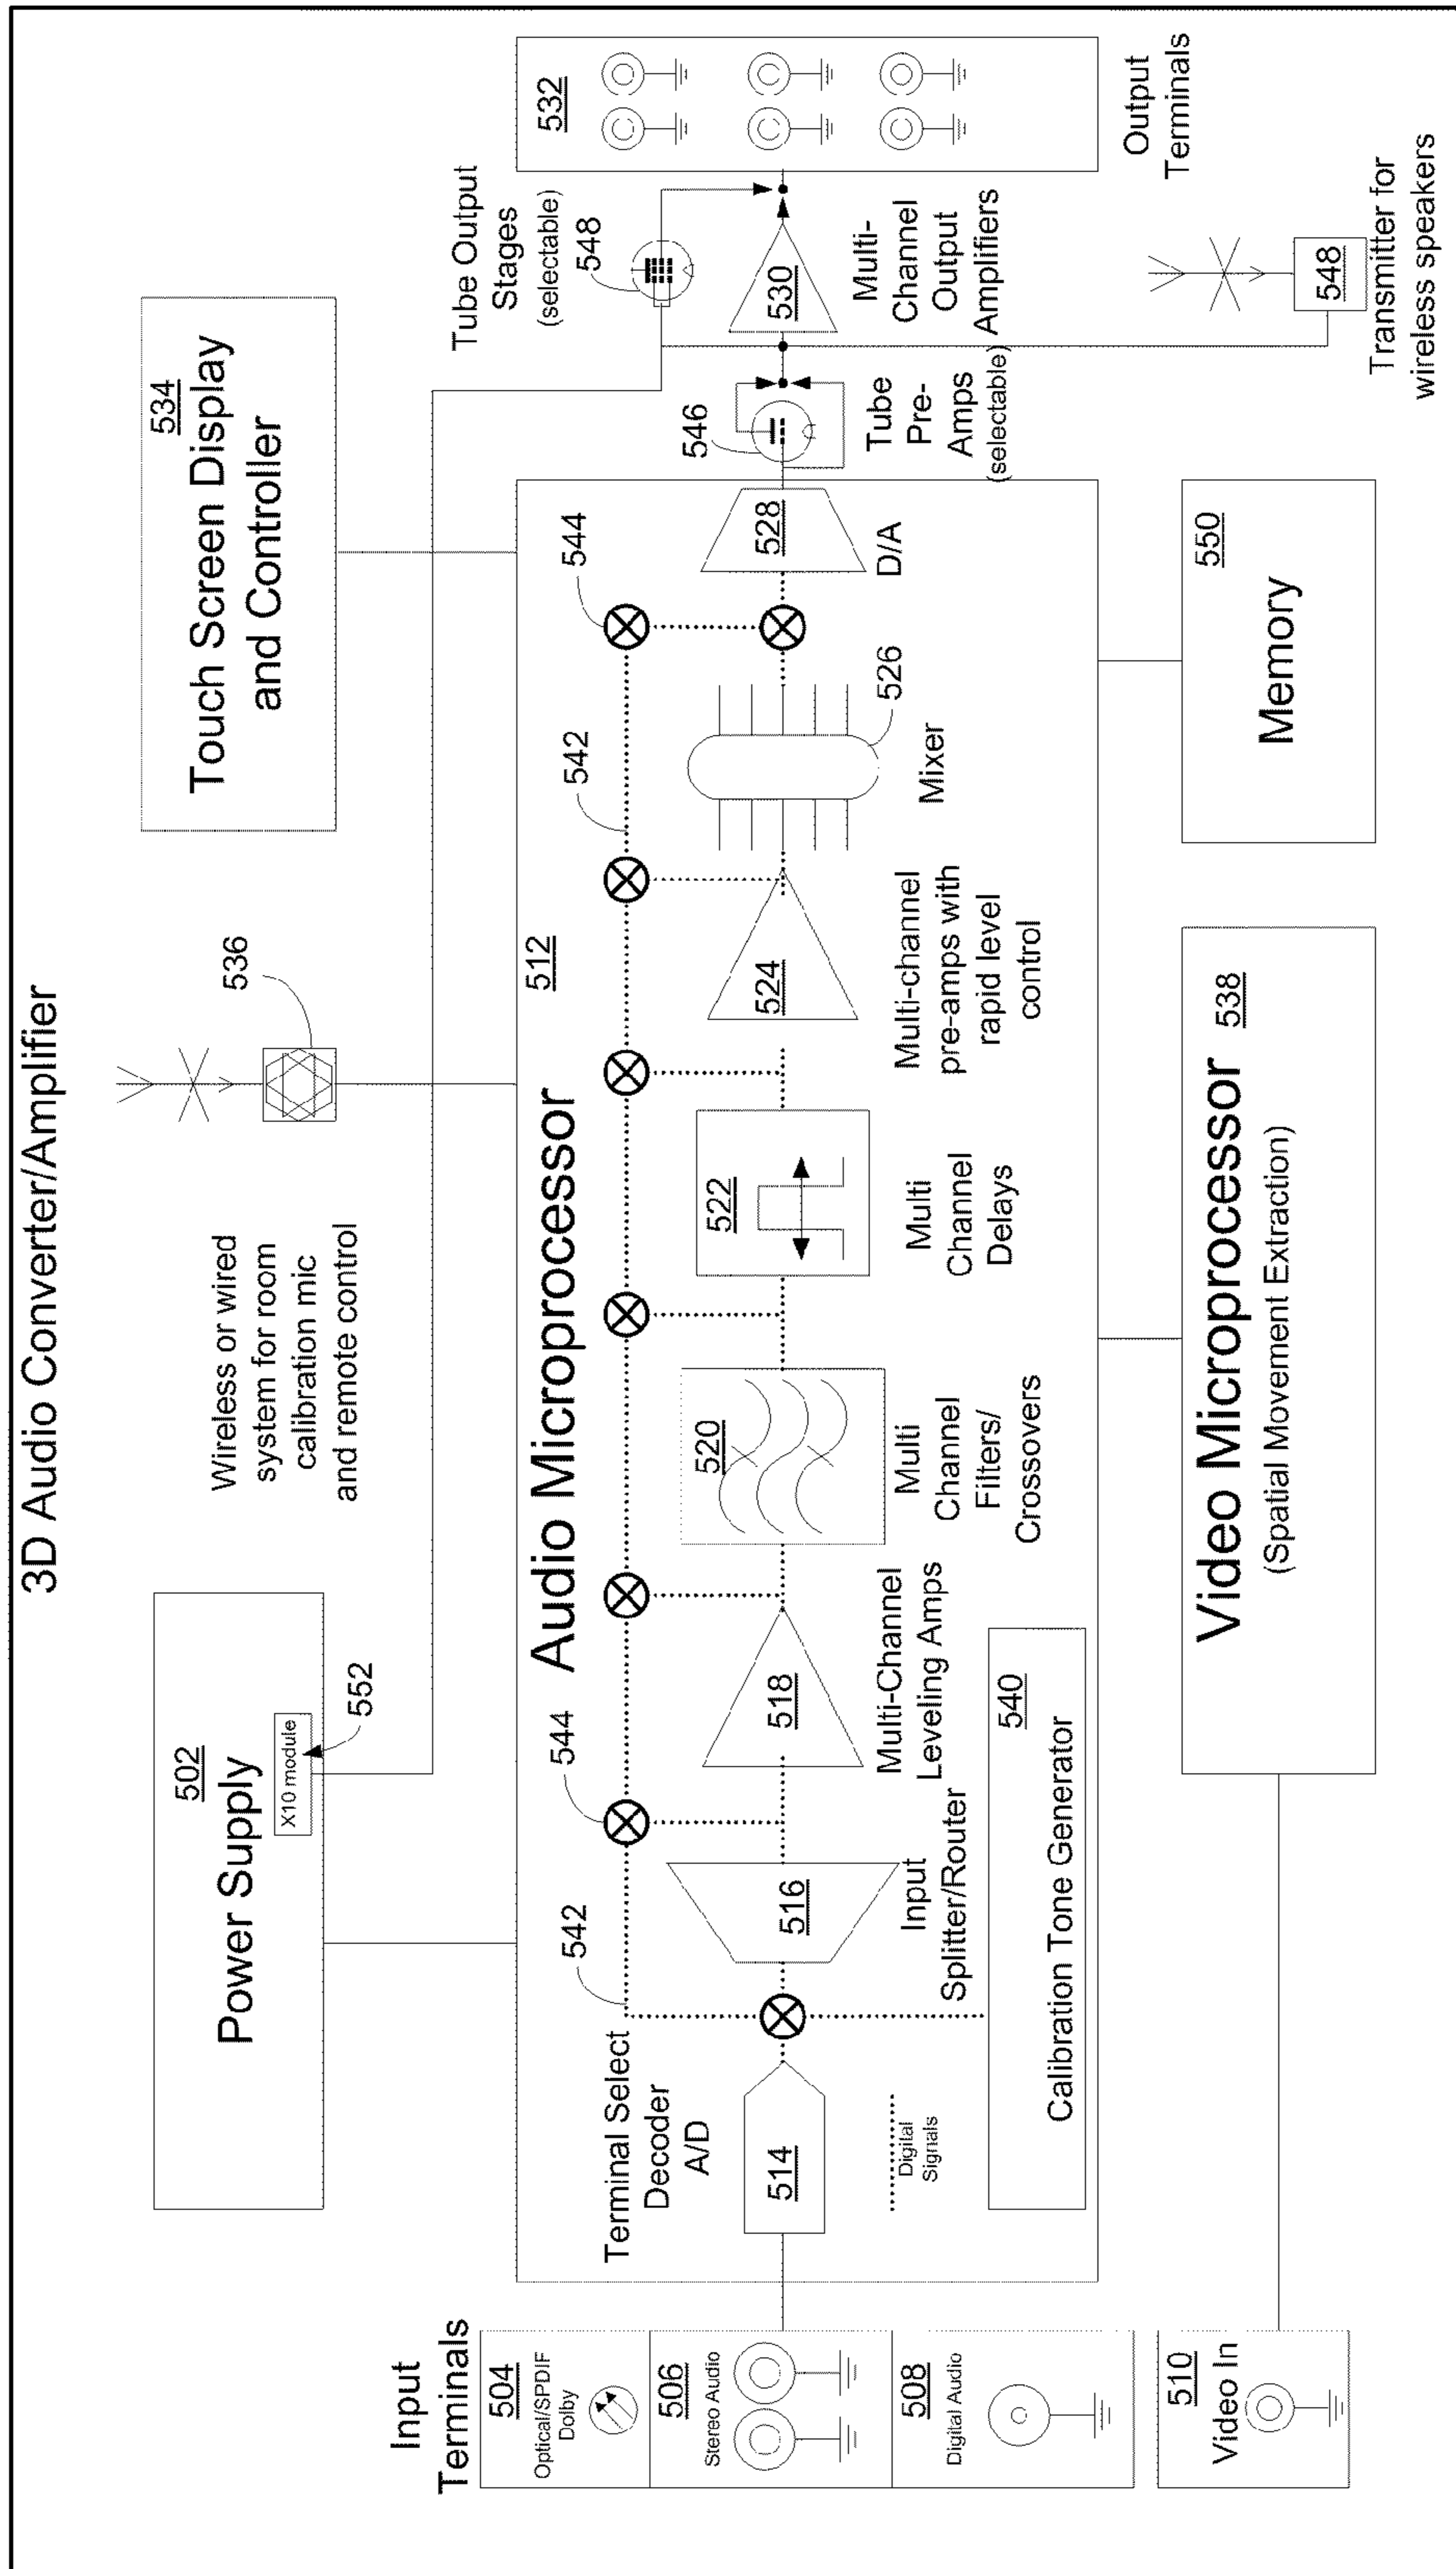 3D Audio Converter/Amplifier
502
Power Supply
X10 module
552
Wireless or wired
system for room
calibration mic
and remote control
536
534
Touch Screen Display
and Controller
Tube Output
Stages
(selectable)
548
532
Output
Terminals
Input
Terminals
504
Optical/SPDIF
Dolby
506
Stereo Audio
508
Digital Audio
510
Video In
Audio Microprocessor
512
542
544
542
544
Terminal Select
Decoder
A/D
514
516
Input
Splitter/Router
518
Multi-Channel
Leveling Amps
520
Multi
Channel
Filters/
Crossovers
522
Multi
Channel
Delays
524
Multi-channel
pre-amps with
rapid level
control
526
Mixer
528
D/A
546
Tube
Pre-
Amps
(selectable)
530
Multi-
Channel
Output
Amplifiers
Digital
Signals
540
Calibration Tone Generator
Video Microprocessor 538
(Spatial Movement Extraction)
550
Memory
548
Transmitter for
wireless speakers